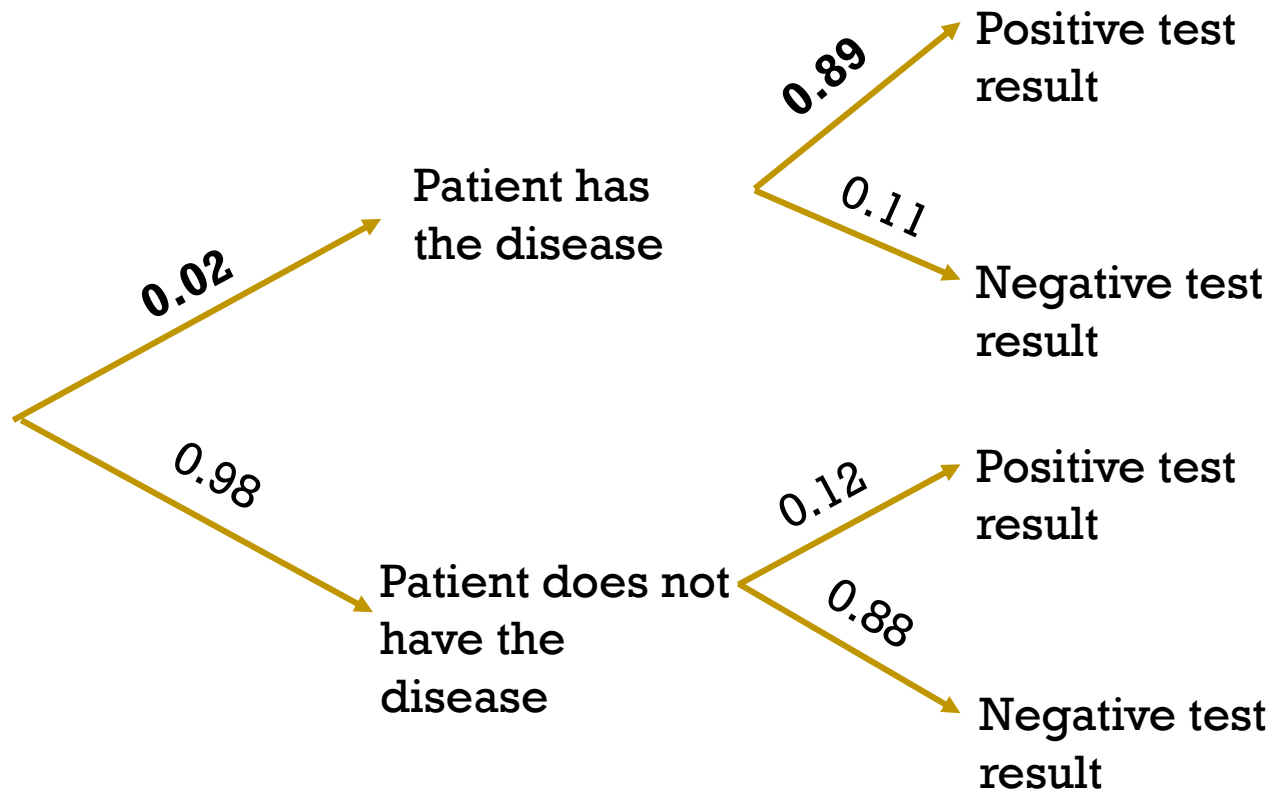 Positive test
result
0.89
Patient has
the disease
0.11
0.02
Negative test
result
0.98
Positive test
result
0.12
Patient does not
have the
disease
0.88
Negative test
result